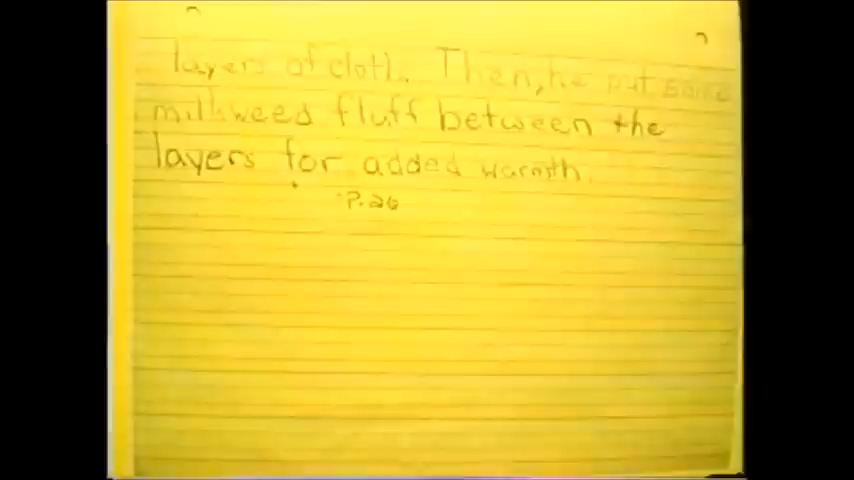 layers of cloth. Then, he put some
milkweed fluff between the
layers for added warmth.
P.26